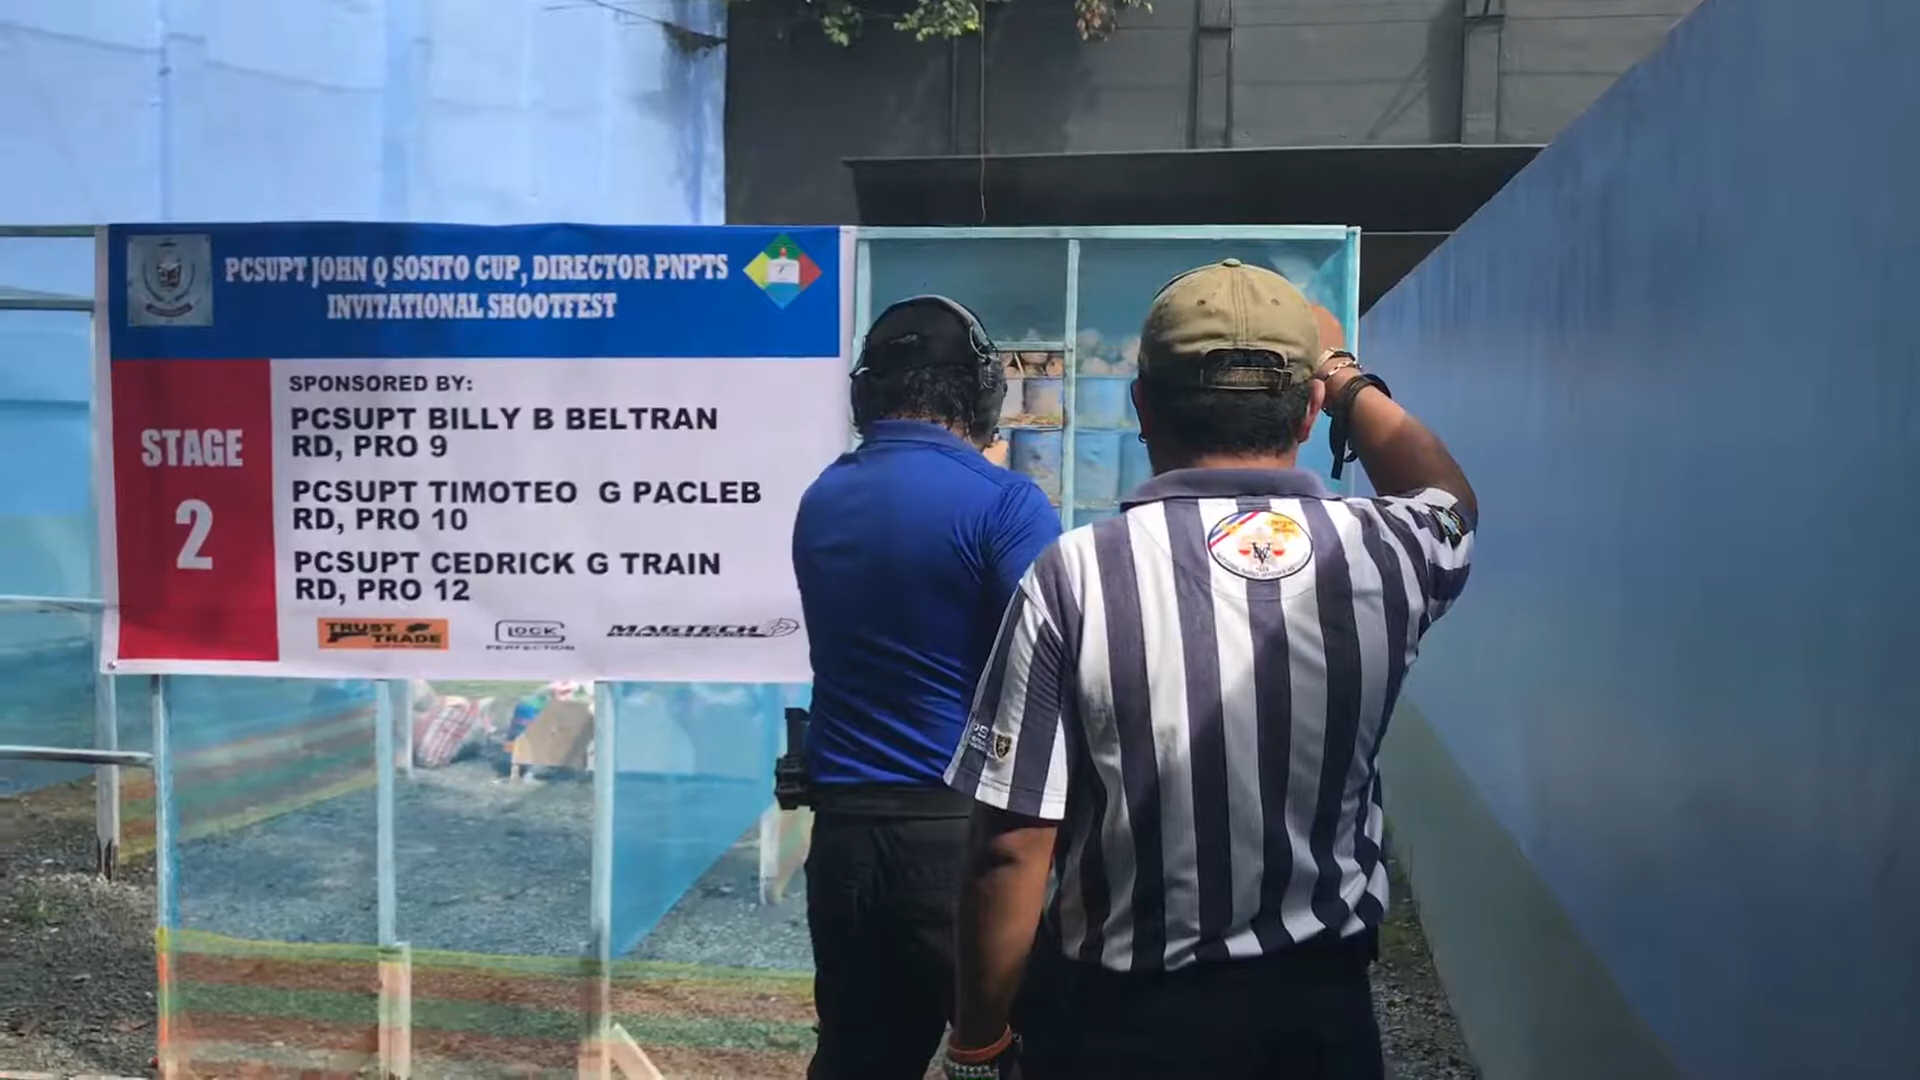 PCSUPT JOHN Q SOSITO CUP, DIRECTOR PNPTS
INVITATIONAL SHOOTFEST
STAGE
2
SPONSORED BY:
PCSUPT BILLY B BELTRAN
RD, PRO 9
PCSUPT TIMOTEO G PACLEB
RD, PRO 10
PCSUPT CEDRICK G TRAIN
RD, PRO 12
TRUST TRADE
GLOCK
PERFECTION
MAGTECH